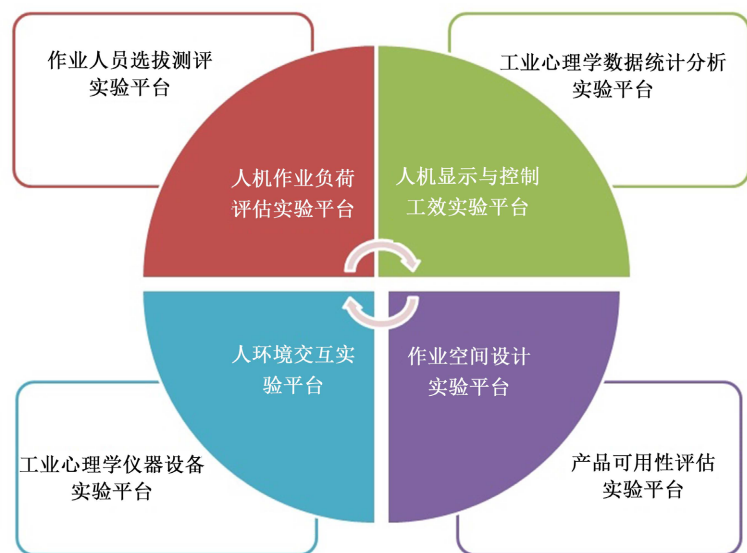 作业人员选拔测评
实验平台
工业心理学数据统计分析
实验平台
人机作业负荷
评估实验平台
人机显示与控制
工效实验平台
人环境交互实
验平台
作业空间设计
实验平台
工业心理学仪器设备
实验平台
产品可用性评估
实验平台